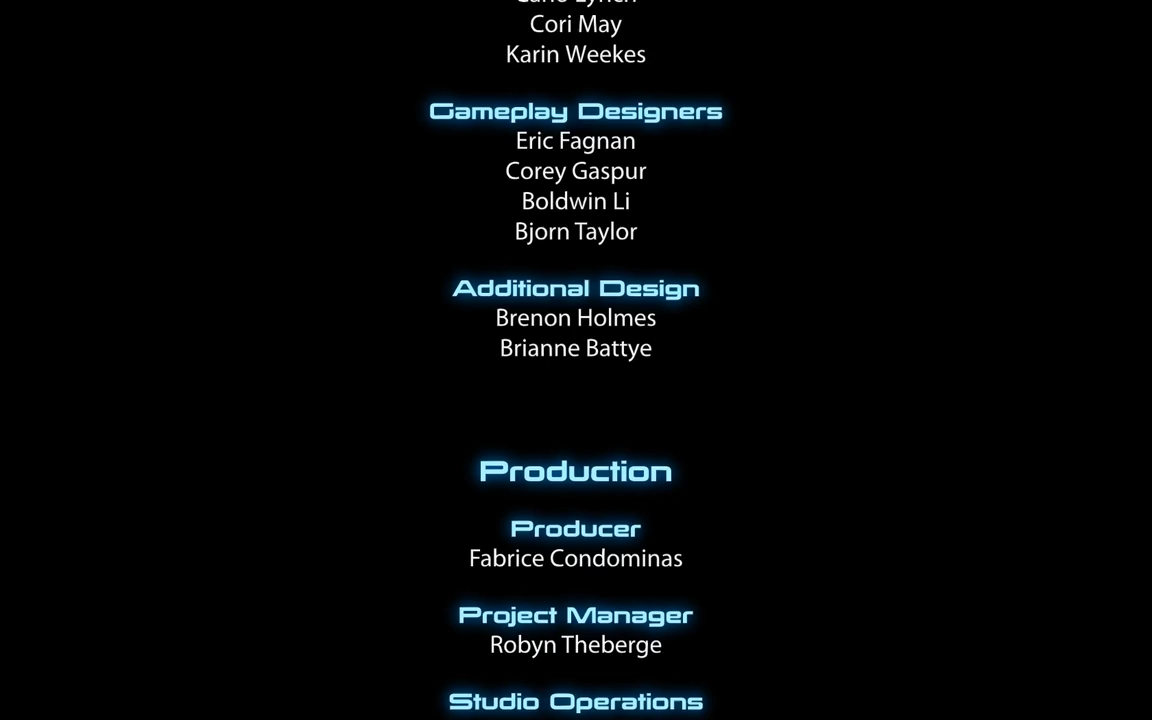 Cori May
Karin Weekes
Gameplay Designers
Eric Fagnan
Corey Gaspur
Boldwin Li
Bjorn Taylor
Additional Design
Brenon Holmes
Brianne Battye
Production
Producer
Fabrice Condominas
Project Manager
Robyn Theberge
Studio Operations